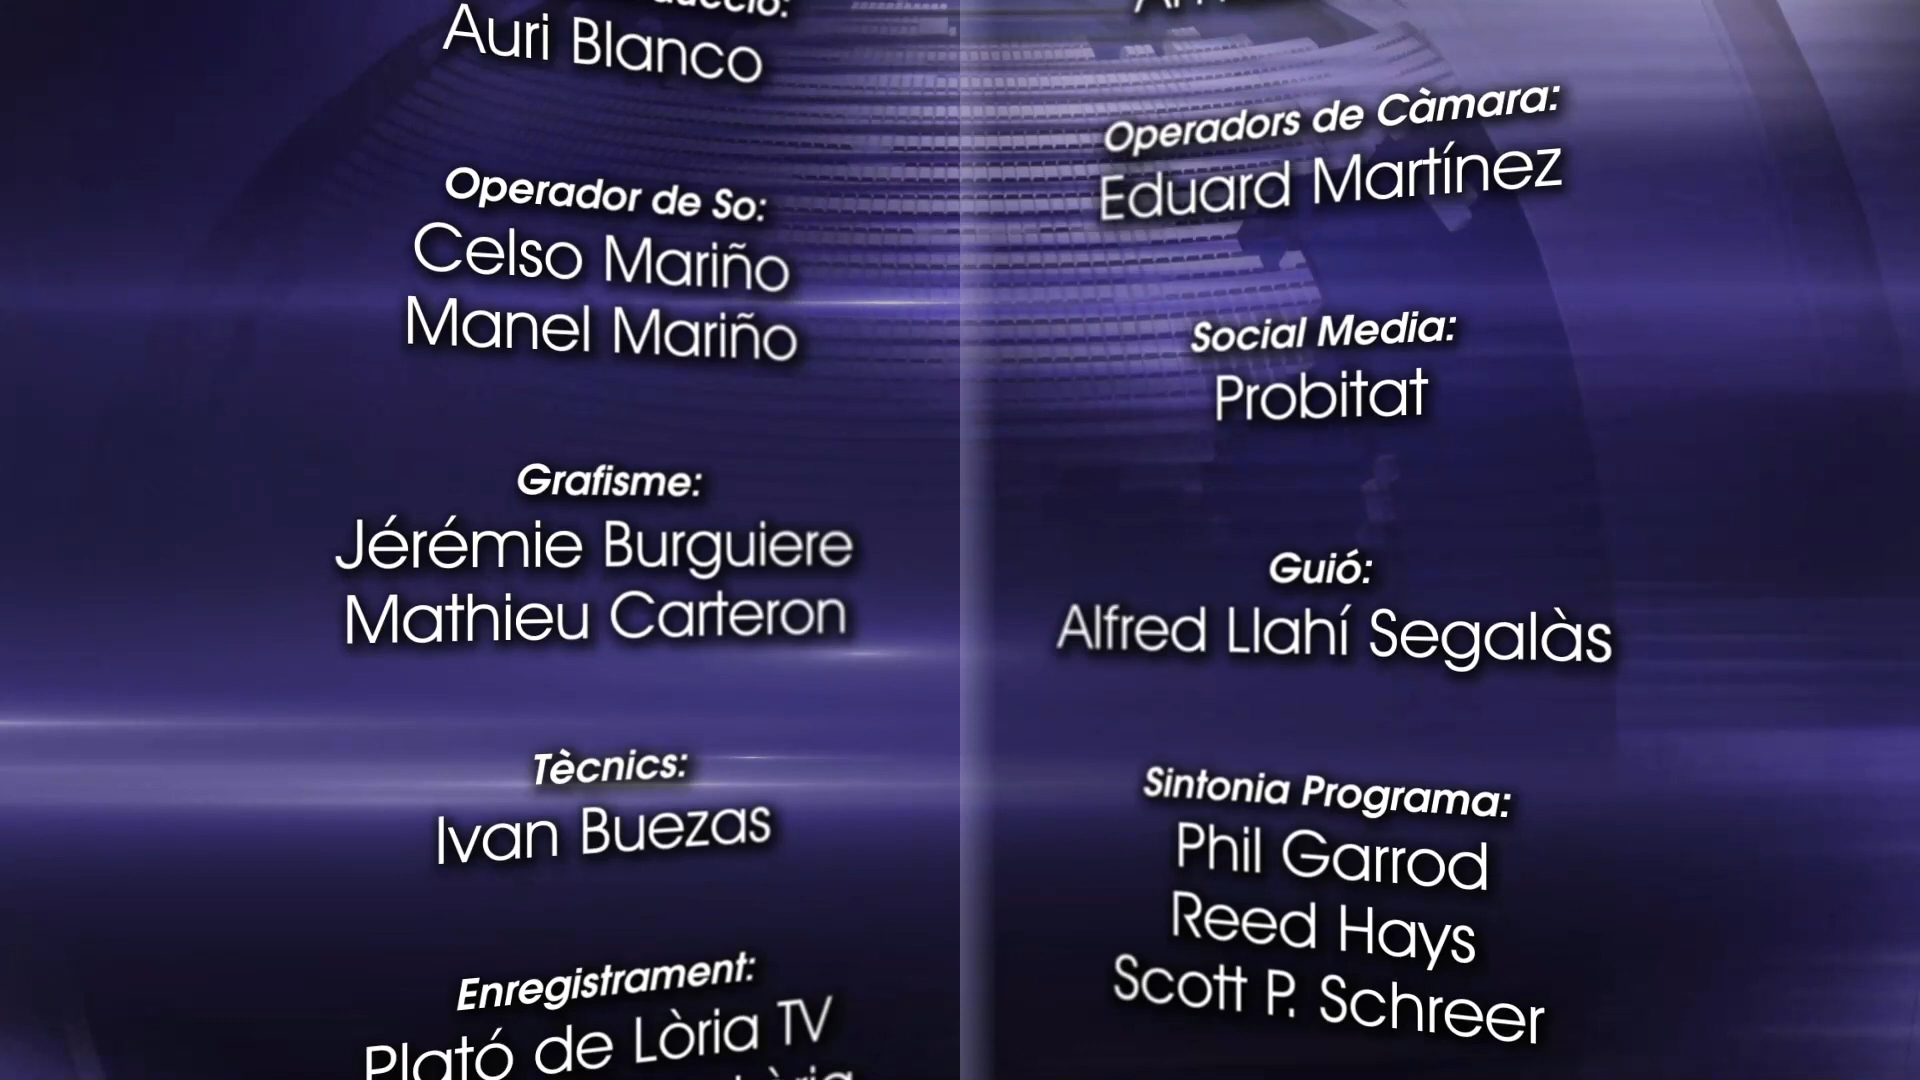 Auri Blanco
Operador de So:
Celso Mariño
Manel Mariño
Grafisme:
Jérémie Burguiere
Mathieu Carteron
Tècnics:
Ivan Buezas
Enregistrament:
Plató de Lòria TV
Operadors de Càmara:
Eduard Martínez
Social Media:
Probitat
Guió:
Alfred Llahí Segalàs
Sintonia Programa:
Phil Garrod
Reed Hays
Scott P. Schreer